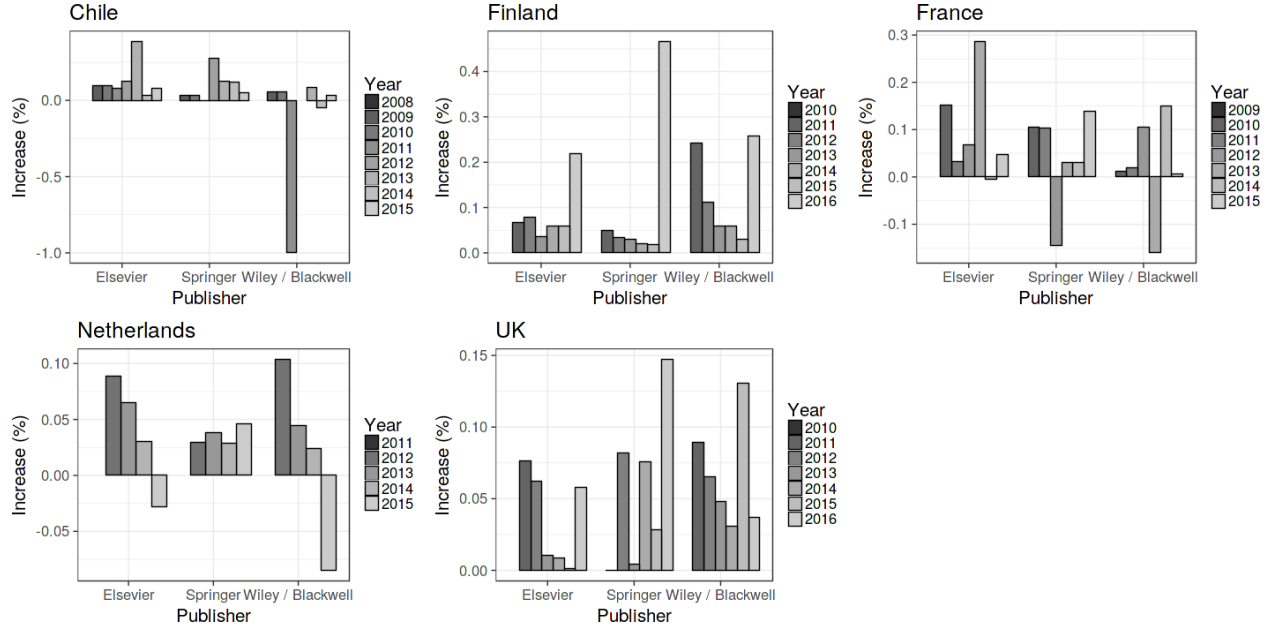 Chile
Increase (%)
0.0
-0.5
-1.0
Elsevier
Springer
Wiley / Blackwell
Publisher
Year
2008
2009
2010
2011
2012
2013
2014
2015
Finland
Increase (%)
0.4
0.3
0.2
0.1
0.0
Elsevier
Springer
Wiley / Blackwell
Publisher
Year
2010
2011
2012
2013
2014
2015
2016
France
Increase (%)
0.3
0.2
0.1
0.0
-0.1
Elsevier
Springer
Wiley / Blackwell
Publisher
Year
2009
2010
2011
2012
2013
2014
2015
Netherlands
Increase (%)
0.10
0.05
0.00
-0.05
Elsevier
Springer
Wiley / Blackwell
Publisher
Year
2011
2012
2013
2014
2015
UK
Increase (%)
0.15
0.10
0.05
0.00
Elsevier
Springer
Wiley / Blackwell
Publisher
Year
2010
2011
2012
2013
2014
2015
2016